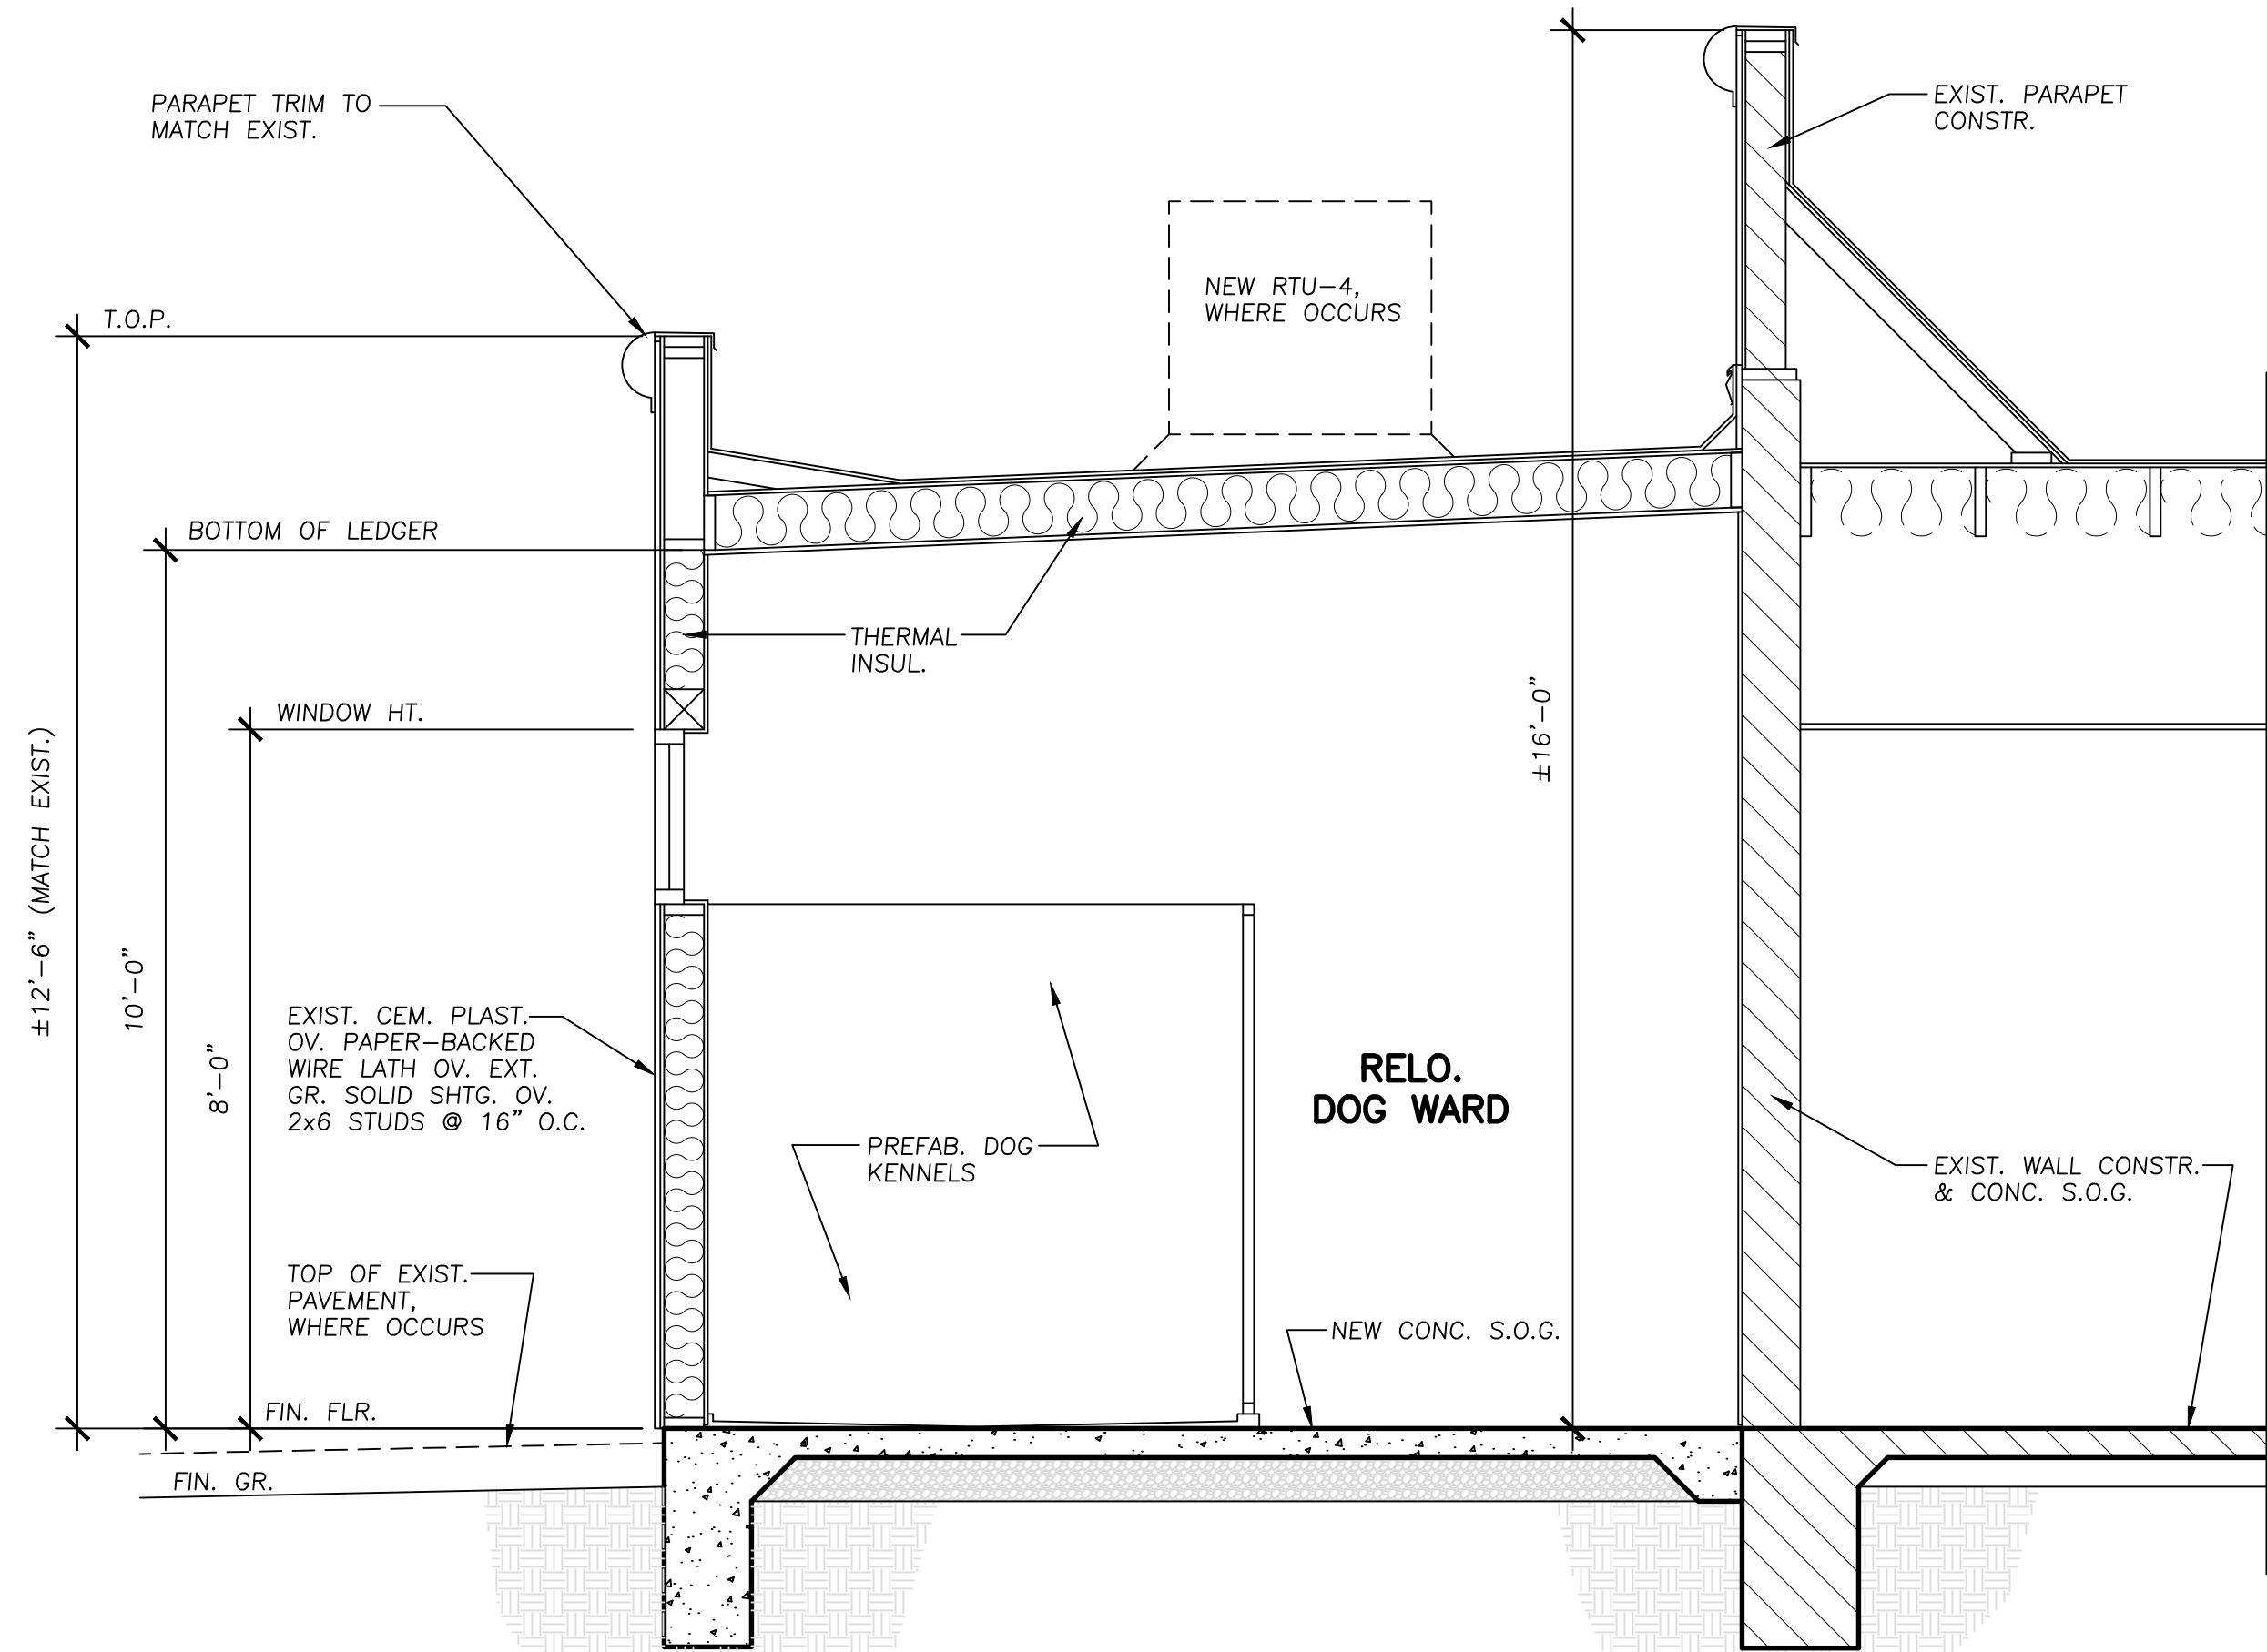 PARAPET TRIM TO
MATCH EXIST.
EXIST. PARAPET
CONSTR.
NEW RTU-4,
WHERE OCCURS
T.O.P.
BOTTOM OF LEDGER
THERMAL
INSUL.
WINDOW HT.
±16'-0"
±12'-6" (MATCH EXIST.)
10'-0"
8'-0"
EXIST. CEM. PLAST.
OV. PAPER-BACKED
WIRE LATH OV. EXT.
GR. SOLID SHTG. OV.
2x6 STUDS @ 16" O.C.
RELO.
DOG WARD
PREFAB. DOG
KENNELS
EXIST. WALL CONSTR.
& CONC. S.O.G.
TOP OF EXIST.
PAVEMENT,
WHERE OCCURS
NEW CONC. S.O.G.
FIN. FLR.
FIN. GR.